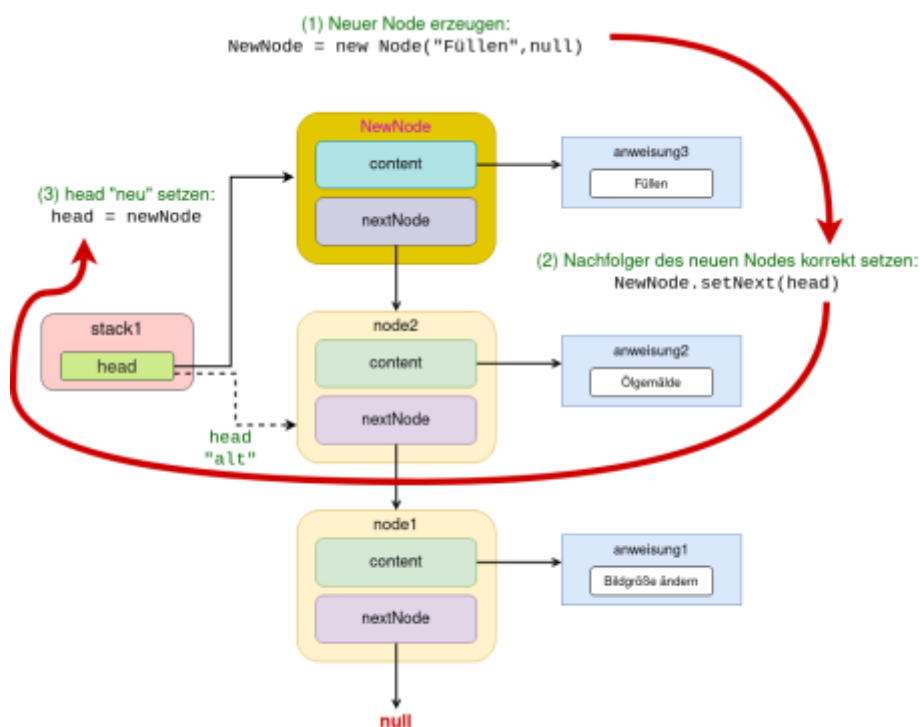 (1) Neuer Node erzeugen:
NewNode = new Node("Füllen",null)
NewNode
content
nextNode
anweisung3
Füllen
(3) head "neu" setzen:
head = newNode
(2) Nachfolger des neuen Nodes korrekt setzen:
NewNode.setNext(head)
stack1
head
head
"alt"
node2
content
nextNode
anweisung2
Ölgemälde
node1
content
nextNode
anweisung1
Bildgröße ändern
null